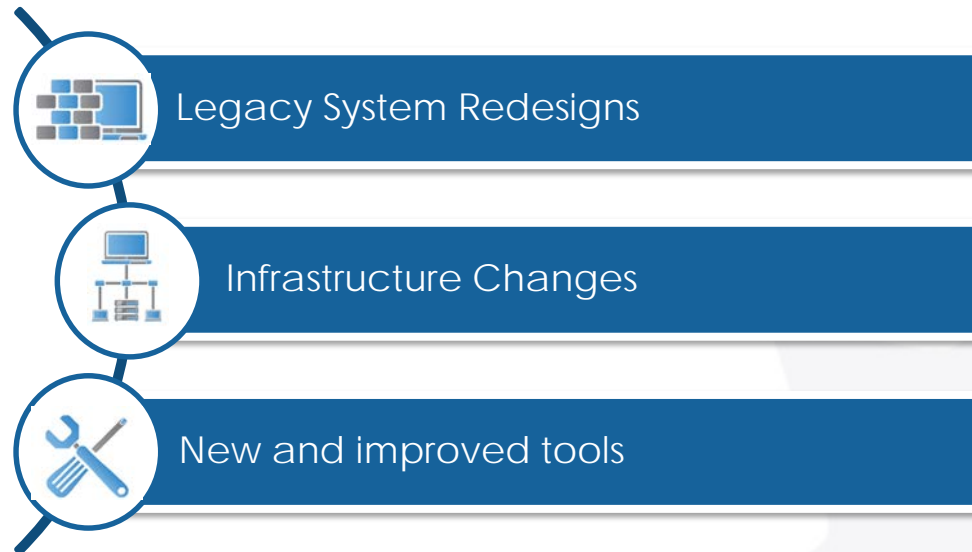 Legacy System Redesigns
Infrastructure Changes
New and improved tools